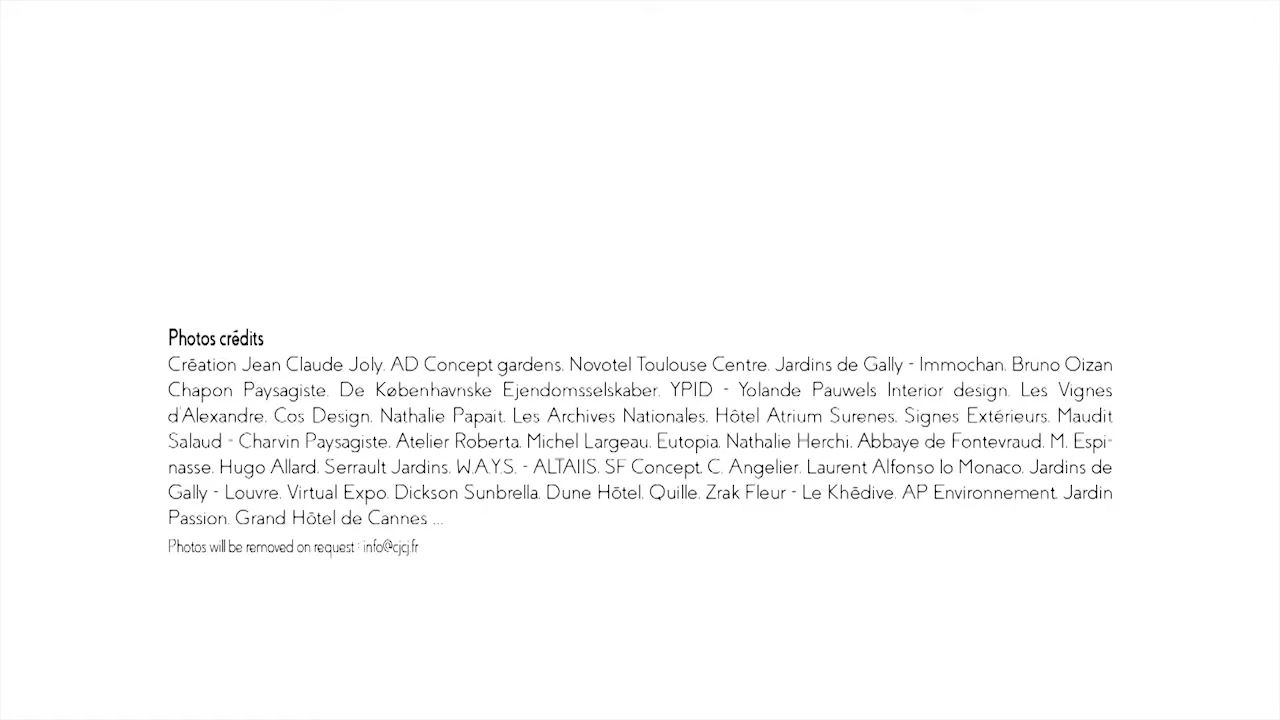 Photos crédits
Création Jean Claude Joly. AD Concept gardens. Novotel Toulouse Centre. Jardins de Gally - Immochan. Bruno Oizan
Chapon Paysagiste. De Københavnske Ejendomsselskaber. YPID - Yolande Pauwels Interior design. Les Vignes
d'Alexandre. Cos Design. Nathalie Papait. Les Archives Nationales. Hôtel Atrium Surenes. Signes Extérieurs. Maudit
Salaud - Charvin Paysagiste. Atelier Roberta. Michel Largeau. Eutopia. Nathalie Herchi. Abbaye de Fontevraud. M. Espi-
nasse. Hugo Allard. Serrault Jardins. W.A.Y.S. - ALTAIIS. SF Concept. C. Angelier. Laurent Alfonso lo Monaco. Jardins de
Gally - Louvre. Virtual Expo. Dickson Sunbrella. Dune Hôtel. Quille. Zrak Fleur - Le Khédive. AP Environnement. Jardin
Passion. Grand Hôtel de Cannes ...
Photos will be removed on request : info@cjcj.fr